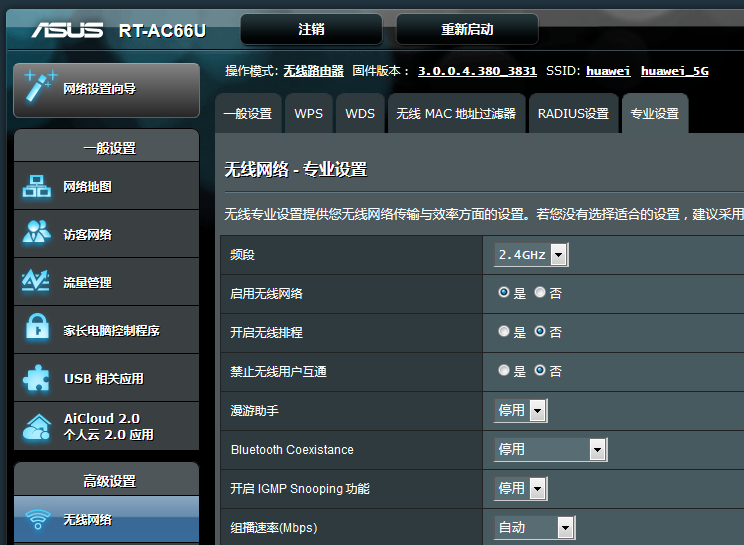 ASUS RT-AC66U 注销 重新启动
操作模式: 无线路由器 固件版本: 3.0.0.4.380_3831 SSID: huawei huawei_5G
网络设置向导
一般设置
网络地图
访客网络
流量管理
家长电脑控制程序
USB 相关应用
AiCloud 2.0
个人云 2.0 应用
高级设置
无线网络
一般设置 WPS WDS 无线 MAC 地址过滤器 RADIUS设置 专业设置
无线网络 - 专业设置
无线专业设置提供您无线网络传输与效率方面的设置。若您没有选择适合的设置，建议采用
频段 2.4GHz
启用无线网络 是 否
开启无线排程 是 否
禁止无线用户互通 是 否
漫游助手 停用
Bluetooth Coexistance 停用
开启 IGMP Snooping 功能 停用
组播速率(Mbps) 自动